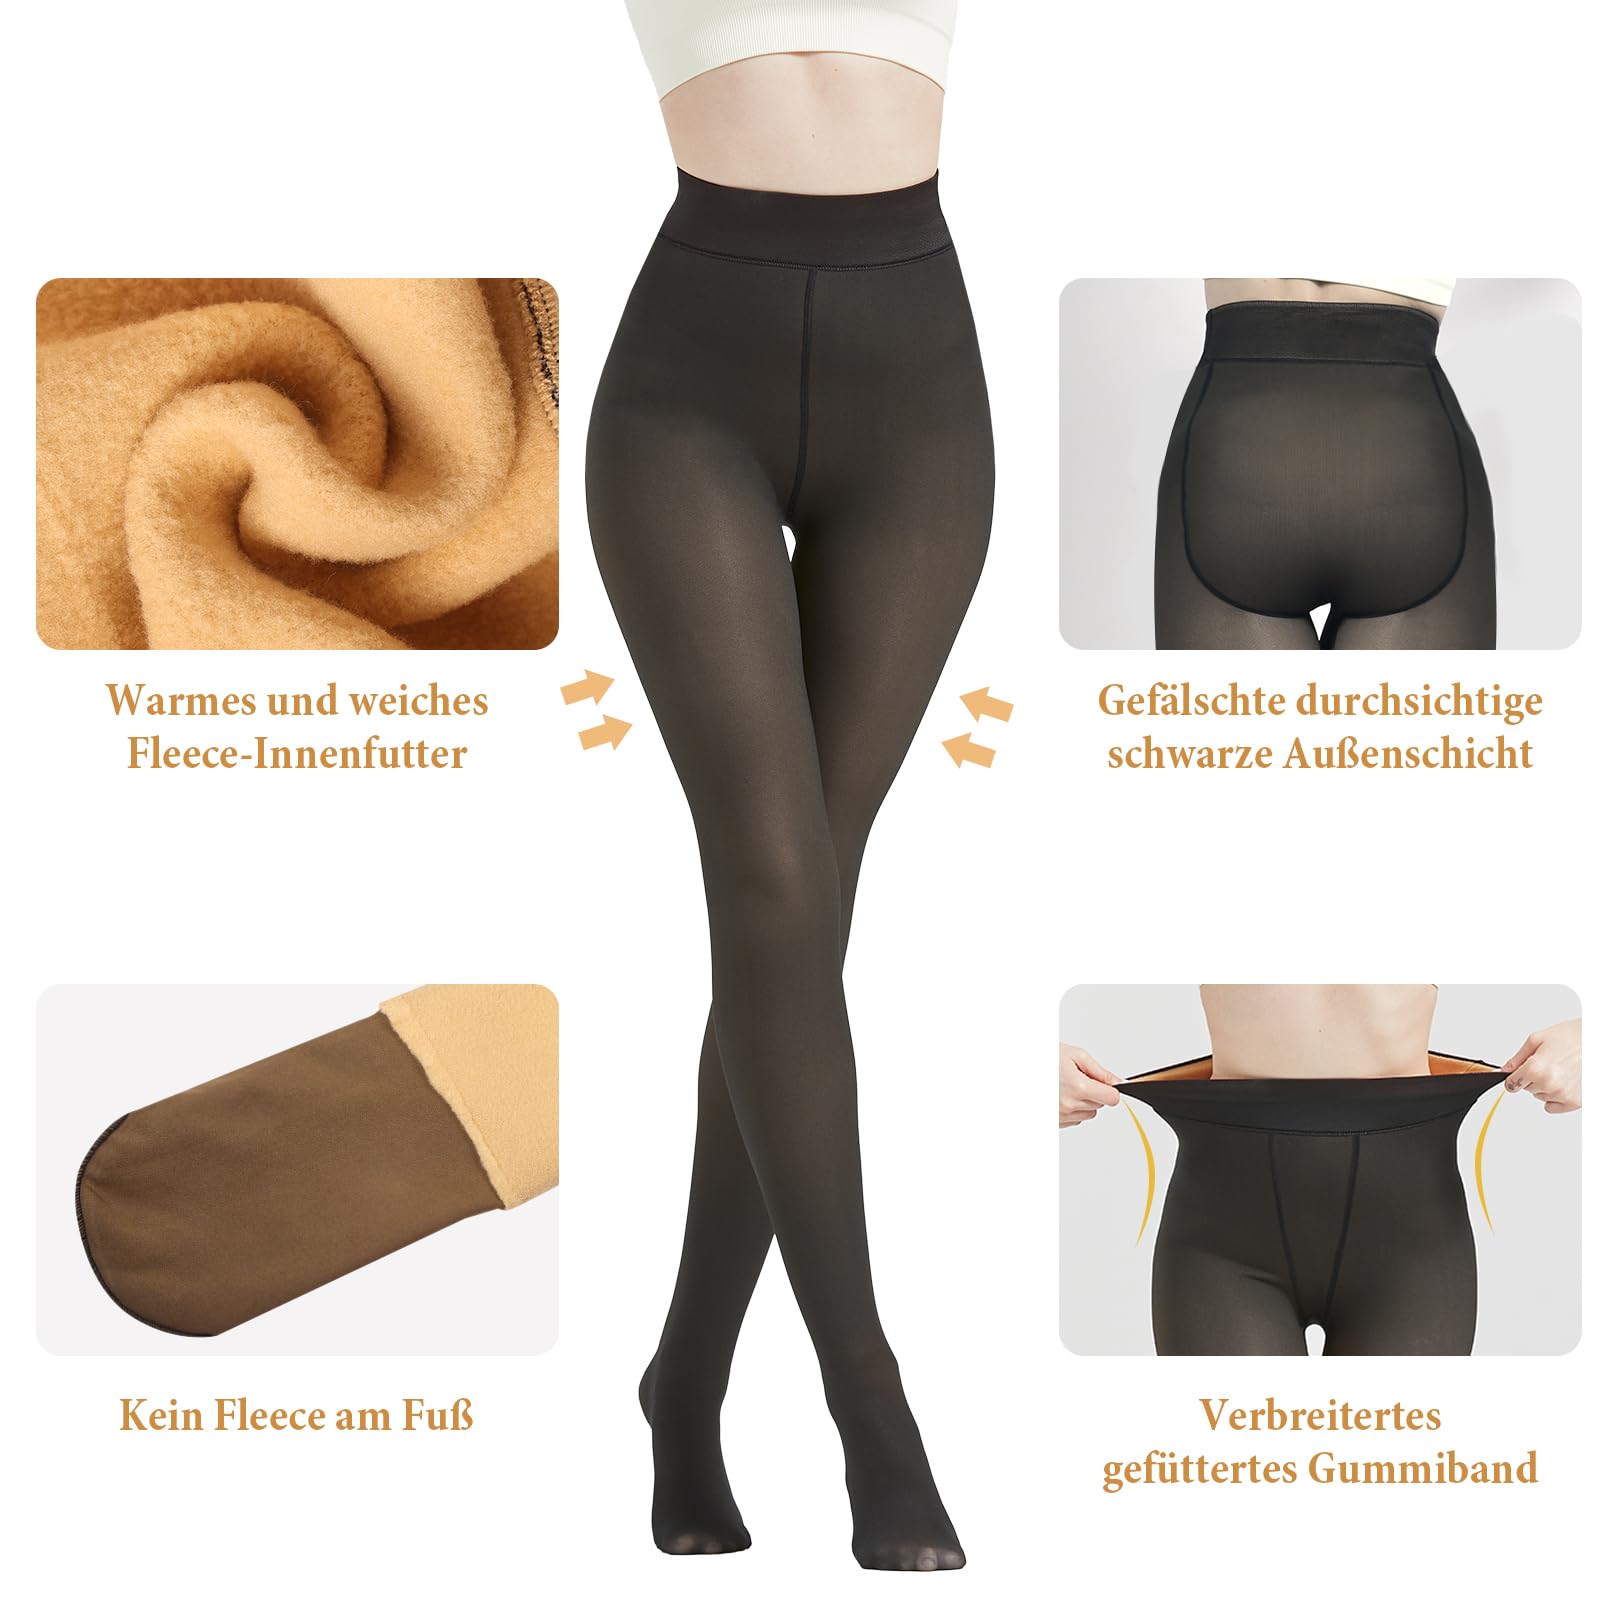 Warmes und weiches
Fleece-Innenfutter
Gefälschte durchsichtige
schwarze Außenschicht
Kein Fleece am Fuß
Verbreitertes
gefüttertes Gummiband